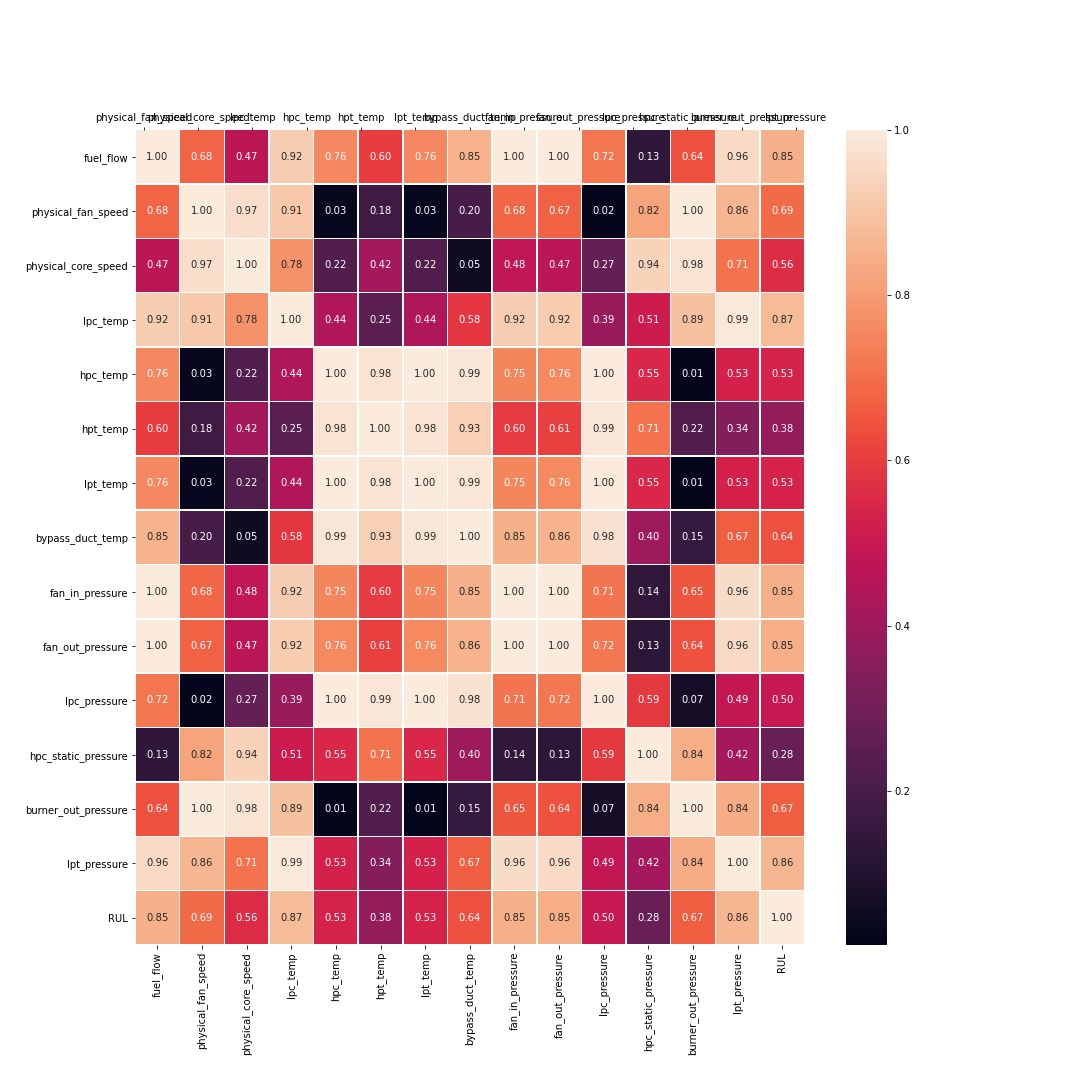 physical_fan_speed physical_core_speed lpc_temp hpc_temp hpt_temp lpt_temp bypass_duct_temp fan_in_pressure fan_out_pressure lpc_pressure hpc_static_pressure burner_out_pressure lpt_pressure
fuel_flow 1.00 0.68 0.47 0.92 0.76 0.60 0.76 0.85 1.00 1.00 0.72 0.13 0.64 0.96 0.85
physical_fan_speed 0.68 1.00 0.97 0.91 0.03 0.18 0.03 0.20 0.68 0.67 0.02 0.82 1.00 0.86 0.69
physical_core_speed 0.47 0.97 1.00 0.78 0.22 0.42 0.22 0.05 0.48 0.47 0.27 0.94 0.98 0.71 0.56
lpc_temp 0.92 0.91 0.78 1.00 0.44 0.25 0.44 0.58 0.92 0.92 0.39 0.51 0.89 0.99 0.87
hpc_temp 0.76 0.03 0.22 0.44 1.00 0.98 1.00 0.99 0.75 0.76 1.00 0.55 0.01 0.53 0.53
hpt_temp 0.60 0.18 0.42 0.25 0.98 1.00 0.98 0.93 0.60 0.61 0.99 0.71 0.22 0.34 0.38
lpt_temp 0.76 0.03 0.22 0.44 1.00 0.98 1.00 0.99 0.75 0.76 1.00 0.55 0.01 0.53 0.53
bypass_duct_temp 0.85 0.20 0.05 0.58 0.99 0.93 0.99 1.00 0.85 0.86 0.98 0.40 0.15 0.67 0.64
fan_in_pressure 1.00 0.68 0.48 0.92 0.75 0.60 0.75 0.85 1.00 1.00 0.71 0.14 0.65 0.96 0.85
fan_out_pressure 1.00 0.67 0.47 0.92 0.76 0.61 0.76 0.86 1.00 1.00 0.72 0.13 0.64 0.96 0.85
lpc_pressure 0.72 0.02 0.27 0.39 1.00 0.99 1.00 0.98 0.71 0.72 1.00 0.59 0.07 0.49 0.50
hpc_static_pressure 0.13 0.82 0.94 0.51 0.55 0.71 0.55 0.40 0.14 0.13 0.59 1.00 0.84 0.42 0.28
burner_out_pressure 0.64 1.00 0.98 0.89 0.01 0.22 0.01 0.15 0.65 0.64 0.07 0.84 1.00 0.84 0.67
lpt_pressure 0.96 0.86 0.71 0.99 0.53 0.34 0.53 0.67 0.96 0.96 0.49 0.42 0.84 1.00 0.86
RUL 0.85 0.69 0.56 0.87 0.53 0.38 0.53 0.64 0.85 0.85 0.50 0.28 0.67 0.86 1.00
fuel_flow physical_fan_speed physical_core_speed lpc_temp hpc_temp hpt_temp lpt_temp bypass_duct_temp fan_in_pressure fan_out_pressure lpc_pressure hpc_static_pressure burner_out_pressure lpt_pressure RUL
1.0
0.8
0.6
0.4
0.2